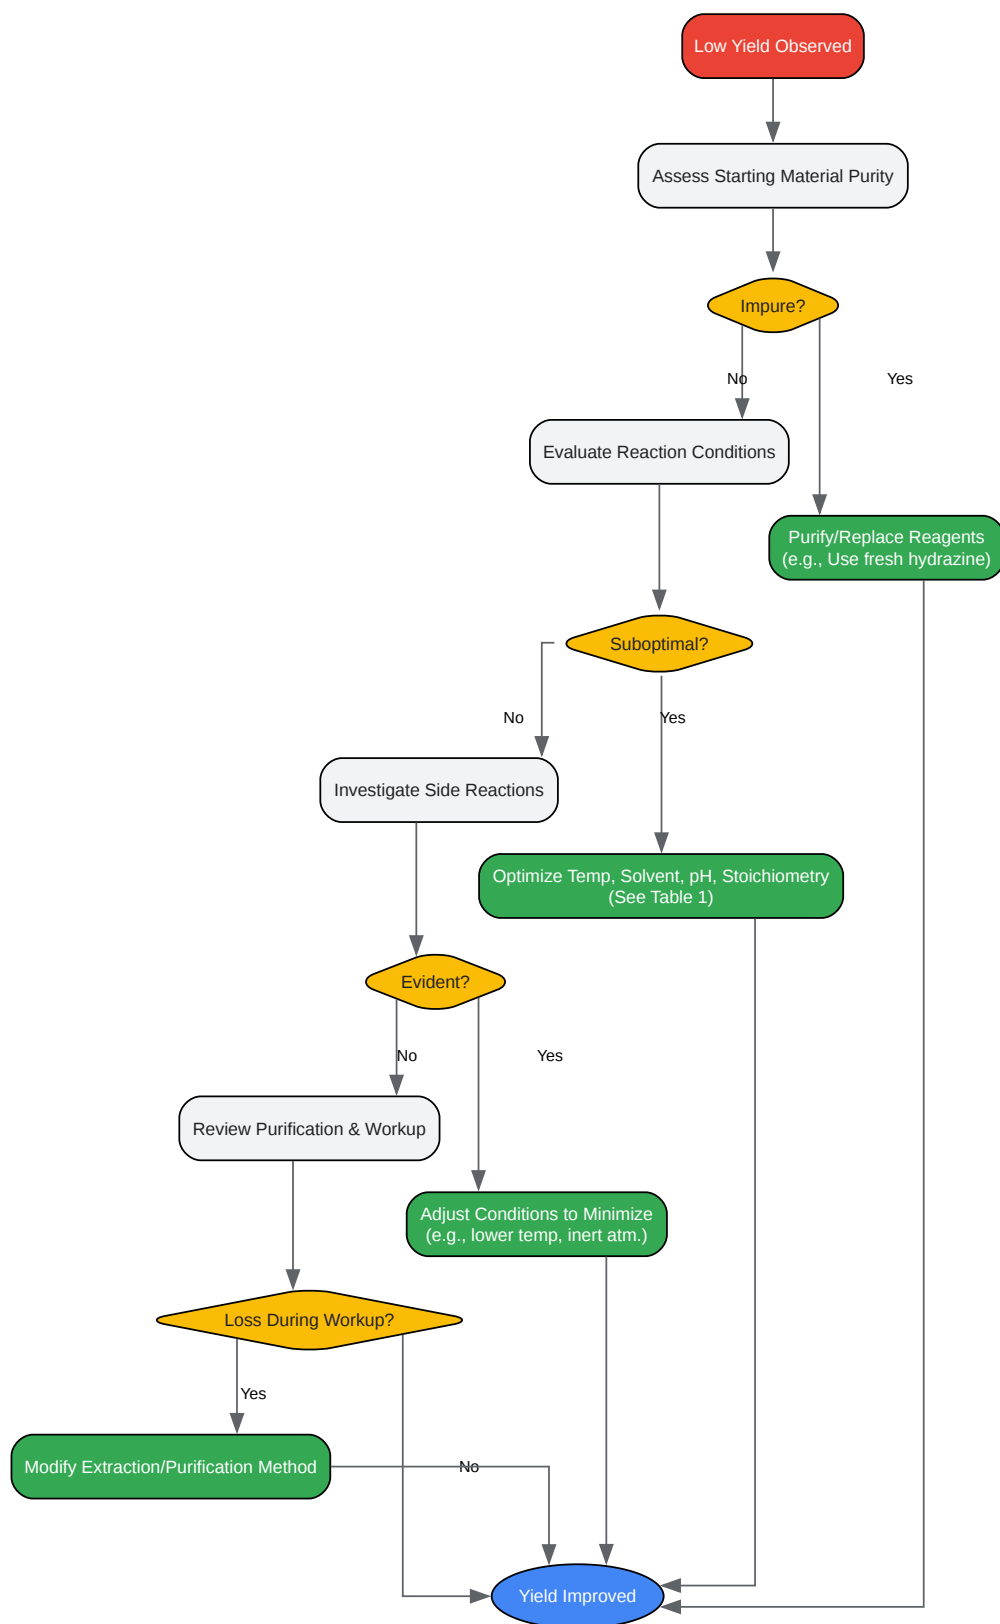 Low Yield Observed
Assess Starting Material Purity
Impure?
No
Yes
Evaluate Reaction Conditions
Purify/Replace Reagents
(e.g., Use fresh hydrazine)
Suboptimal?
No
Yes
Investigate Side Reactions
Optimize Temp, Solvent, pH, Stoichiometry
(See Table 1)
Evident?
No
Yes
Review Purification & Workup
Adjust Conditions to Minimize
(e.g., lower temp, inert atm.)
Loss During Workup?
Yes
Modify Extraction/Purification Method
No
Yield Improved